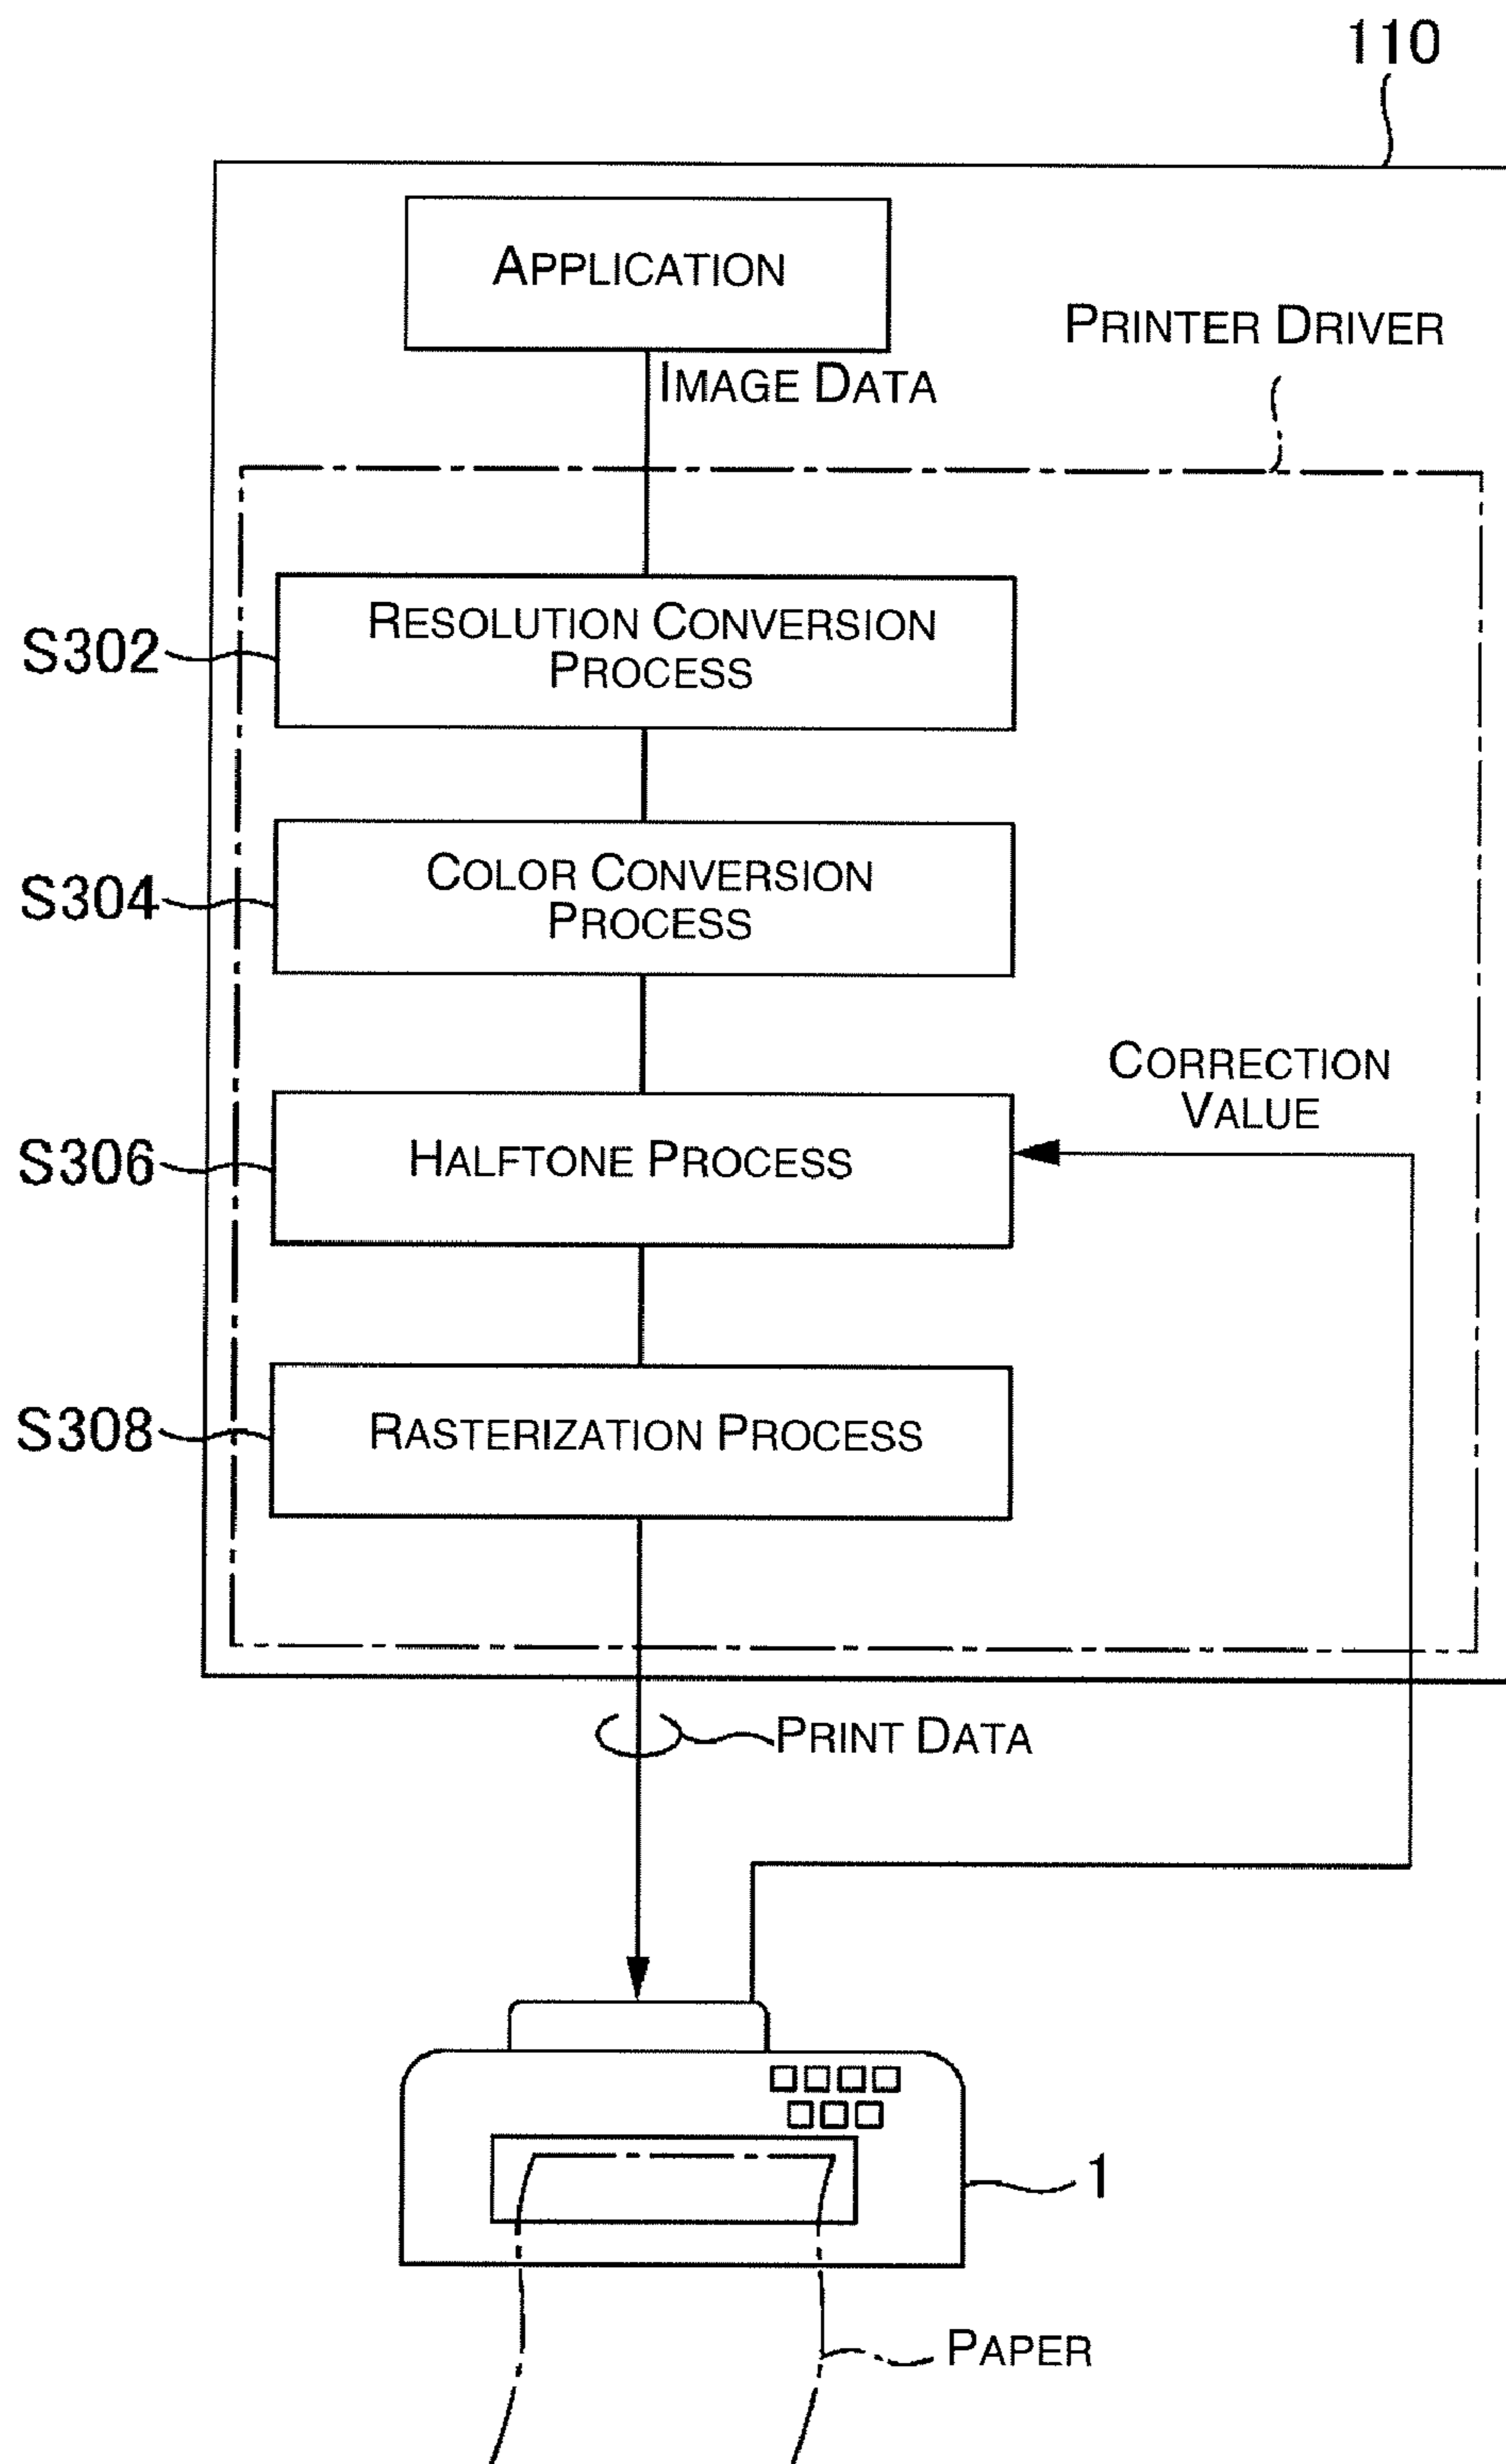 110
APPLICATION
PRINTER DRIVER
IMAGE DATA
S302
RESOLUTION CONVERSION
PROCESS
S304
COLOR CONVERSION
PROCESS
CORRECTION
VALUE
S306
HALFTONE PROCESS
S308
RASTERIZATION PROCESS
PRINT DATA
1
PAPER